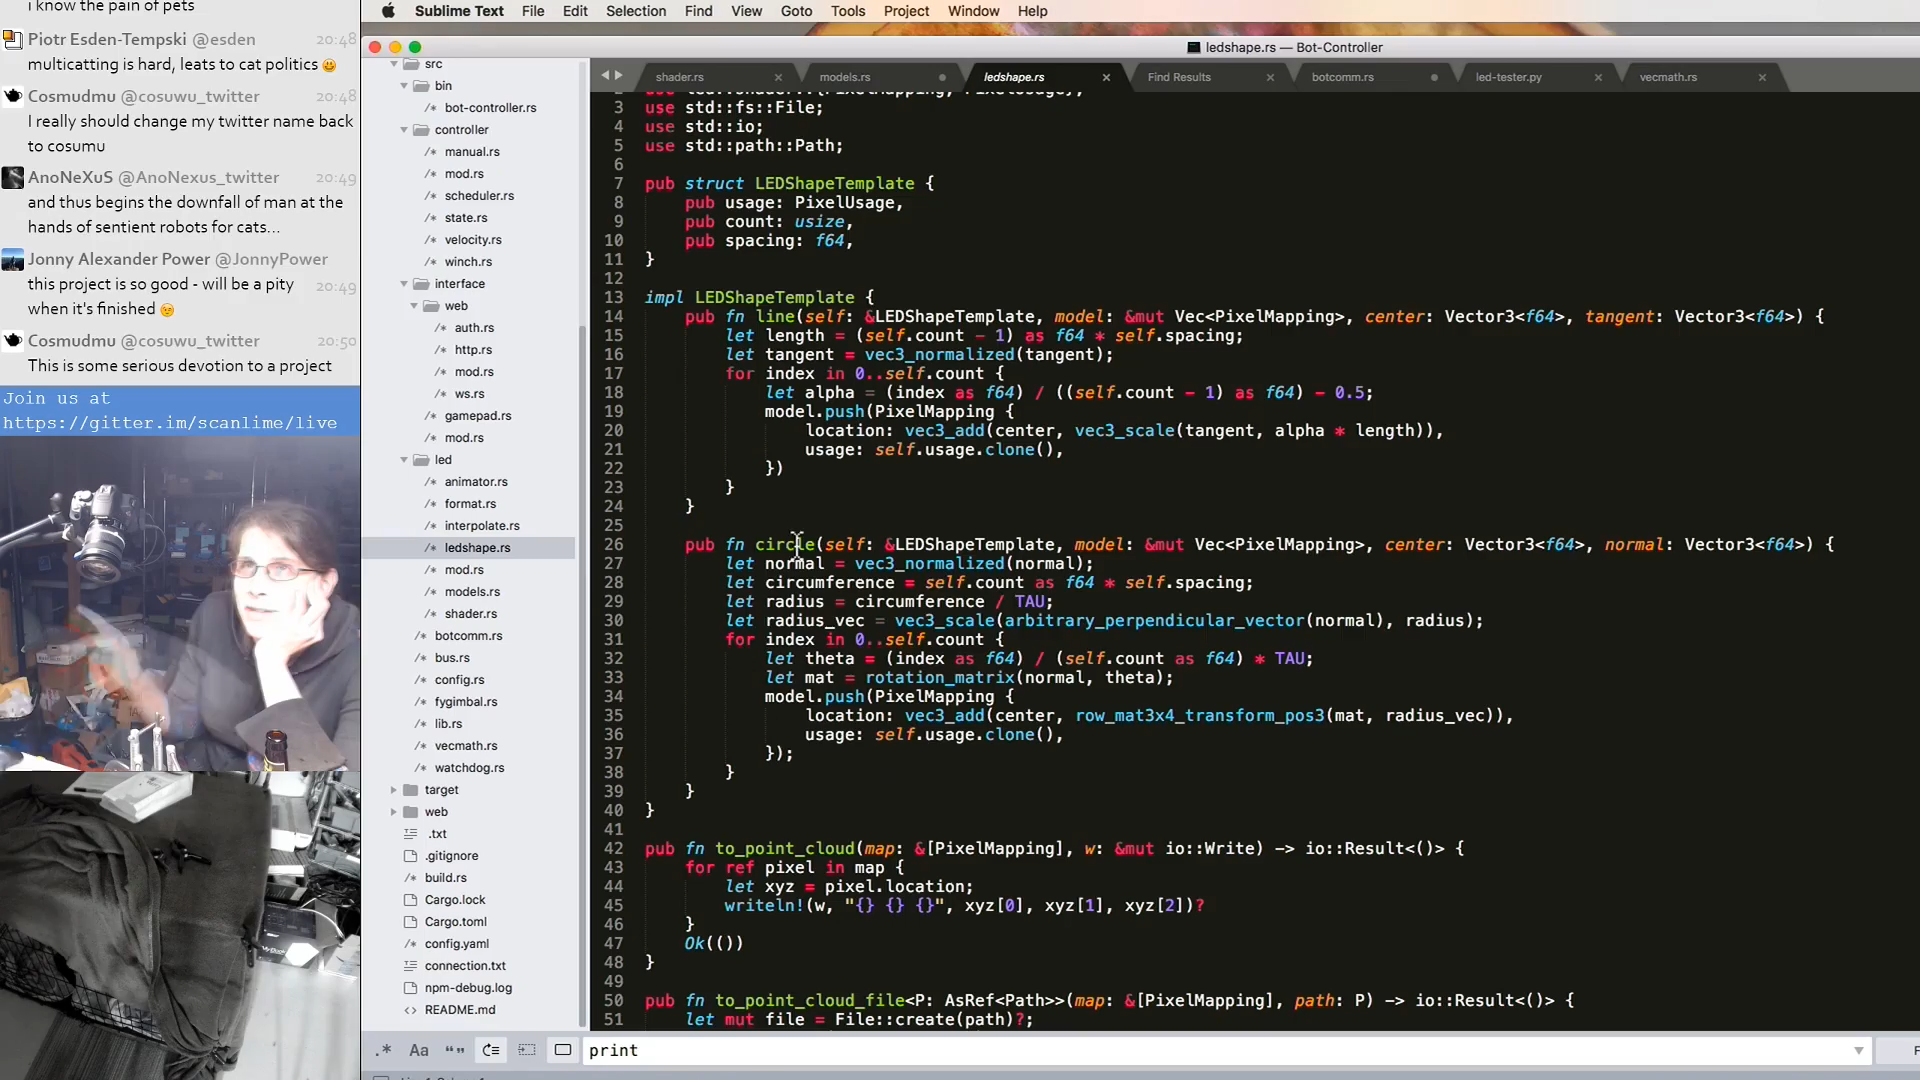 i know the pain of pets
Piotr Esden-Tempski @esden 20:48
multicatting is hard, leats to cat politics
Cosmudmu @cosuwu_twitter 20:48
I really should change my twitter name back
to cosumu
AnoNeXuS @AnoNexus_twitter 20:49
and thus begins the downfall of man at the
hands of sentient robots for cats...
Jonny Alexander Power @JonnyPower
this project is so good - will be a pity 20:49
when it's finished
Cosmudmu @cosuwu_twitter 20:50
This is some serious devotion to a project
Join us at
https://gitter.im/scanlime/live
Sublime Text File Edit Selection Find View Goto Tools Project Window Help
ledshape.rs — Bot-Controller
src
bin
bot-controller.rs
controller
manual.rs
mod.rs
scheduler.rs
state.rs
velocity.rs
winch.rs
interface
web
auth.rs
http.rs
mod.rs
ws.rs
gamepad.rs
mod.rs
led
animator.rs
format.rs
interpolate.rs
ledshape.rs
mod.rs
models.rs
shader.rs
botcomm.rs
bus.rs
config.rs
fygimbal.rs
lib.rs
vecmath.rs
watchdog.rs
target
web
.txt
.gitignore
build.rs
Cargo.lock
Cargo.toml
config.yaml
connection.txt
npm-debug.log
README.md
shader.rs models.rs ledshape.rs Find Results botcomm.rs led-tester.py vecmath.rs
3 use std::fs::File;
4 use std::io;
5 use std::path::Path;
6
7 pub struct LEDShapeTemplate {
8 pub usage: PixelUsage,
9 pub count: usize,
10 pub spacing: f64,
11 }
12
13 impl LEDShapeTemplate {
14 pub fn line(self: &LEDShapeTemplate, model: &mut Vec<PixelMapping>, center: Vector3<f64>, tangent: Vector3<f64>) {
15 let length = (self.count - 1) as f64 * self.spacing;
16 let tangent = vec3_normalized(tangent);
17 for index in 0..self.count {
18 let alpha = (index as f64) / ((self.count - 1) as f64) - 0.5;
19 model.push(PixelMapping {
20 location: vec3_add(center, vec3_scale(tangent, alpha * length)),
21 usage: self.usage.clone(),
22 })
23 }
24 }
25
26 pub fn circle(self: &LEDShapeTemplate, model: &mut Vec<PixelMapping>, center: Vector3<f64>, normal: Vector3<f64>) {
27 let normal = vec3_normalized(normal);
28 let circumference = self.count as f64 * self.spacing;
29 let radius = circumference / TAU;
30 let radius_vec = vec3_scale(arbitrary_perpendicular_vector(normal), radius);
31 for index in 0..self.count {
32 let theta = (index as f64) / (self.count as f64) * TAU;
33 let mat = rotation_matrix(normal, theta);
34 model.push(PixelMapping {
35 location: vec3_add(center, row_mat3x4_transform_pos3(mat, radius_vec)),
36 usage: self.usage.clone(),
37 });
38 }
39 }
40 }
41
42 pub fn to_point_cloud(map: &[PixelMapping], w: &mut io::Write) -> io::Result<()> {
43 for ref pixel in map {
44 let xyz = pixel.location;
45 writeln!(w, "{} {} {}", xyz[0], xyz[1], xyz[2])?
46 }
47 Ok(())
48 }
49
50 pub fn to_point_cloud_file<P: AsRef<Path>>(map: &[PixelMapping], path: P) -> io::Result<()> {
51 let mut file = File::create(path)?;
.* Aa “” print F